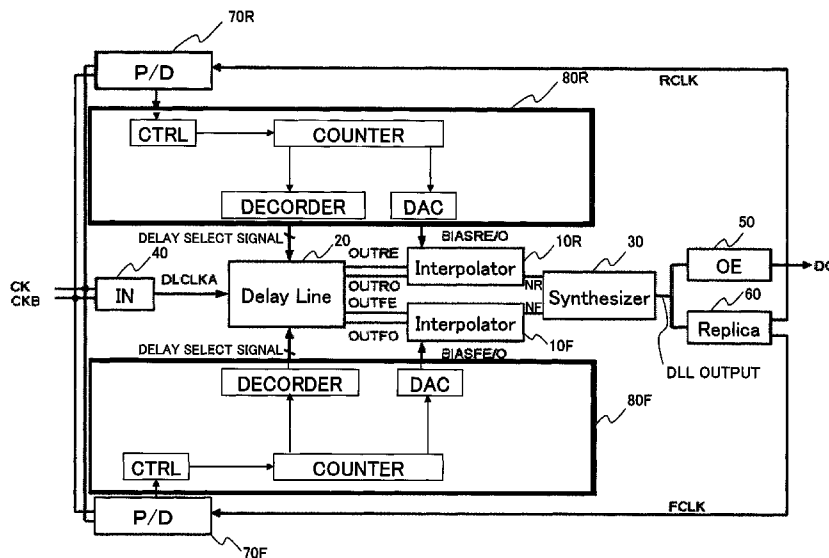 70R
P/D
RCLK
80R
CTRL
COUNTER
DECORDER
DAC
DELAY SELECT SIGNAL
20
BIASRE/O
10R
30
50
40
OUTRE
CK
CKB
IN
DLCLKA
Delay Line
Interpolator
OE
OUTRO
NR
Synthesizer
60
OUTFE
NF
Interpolator
Replica
DELAY SELECT SIGNAL
OUTFO
BIASFE/O
10F
DLL OUTPUT
DECORDER
DAC
80F
CTRL
COUNTER
P/D
FCLK
70F